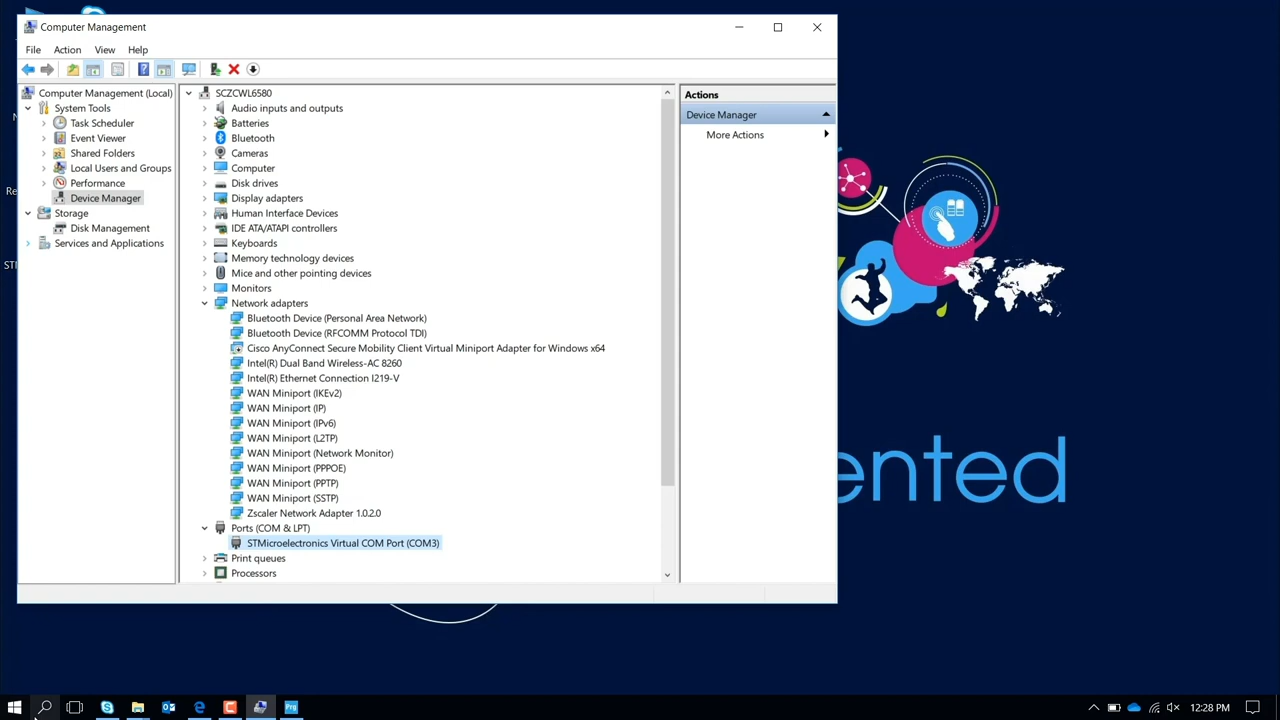 Computer Management
File Action View Help
Computer Management (Local)
System Tools
Task Scheduler
Event Viewer
Shared Folders
Local Users and Groups
Performance
Device Manager
Storage
Disk Management
Services and Applications
SCZCWL6580
Audio inputs and outputs
Batteries
Bluetooth
Cameras
Computer
Disk drives
Display adapters
Human Interface Devices
IDE ATA/ATAPI controllers
Keyboards
Memory technology devices
Mice and other pointing devices
Monitors
Network adapters
Bluetooth Device (Personal Area Network)
Bluetooth Device (RFCOMM Protocol TDI)
Cisco AnyConnect Secure Mobility Client Virtual Miniport Adapter for Windows x64
Intel(R) Dual Band Wireless-AC 8260
Intel(R) Ethernet Connection I219-V
WAN Miniport (IKEv2)
WAN Miniport (IP)
WAN Miniport (IPv6)
WAN Miniport (L2TP)
WAN Miniport (Network Monitor)
WAN Miniport (PPPOE)
WAN Miniport (PPTP)
WAN Miniport (SSTP)
Zscaler Network Adapter 1.0.2.0
Ports (COM & LPT)
STMicroelectronics Virtual COM Port (COM3)
Print queues
Processors
Actions
Device Manager
More Actions
ented
Prg
12:28 PM